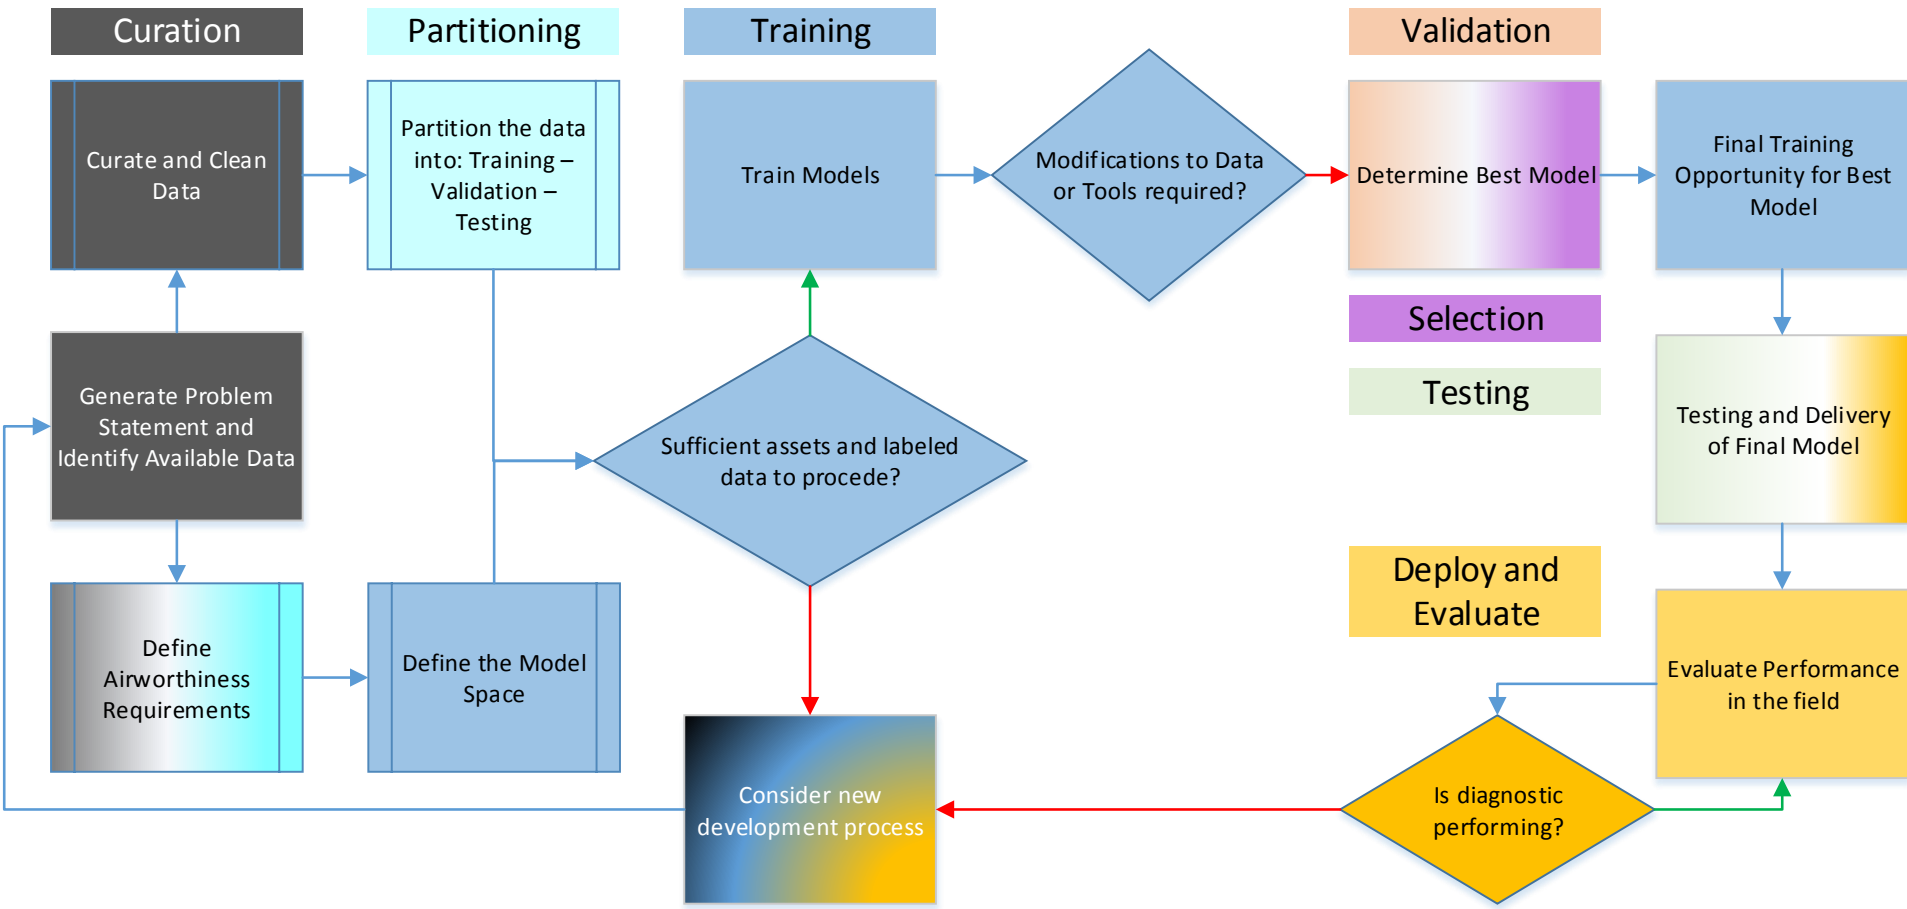 Curation
Partitioning
Training
Validation
Curate and Clean
Data
Partition the data
into: Training –
Validation –
Testing
Train Models
Modifications to Data
or Tools required?
Determine Best Model
Final Training
Opportunity for Best
Model
Selection
Testing
Generate Problem
Statement and
Identify Available Data
Sufficient assets and labeled
data to procede?
Testing and Delivery
of Final Model
Deploy and
Evaluate
Define
Airworthiness
Requirements
Define the Model
Space
Evaluate Performance
in the field
Consider new
development process
Is diagnostic
performing?